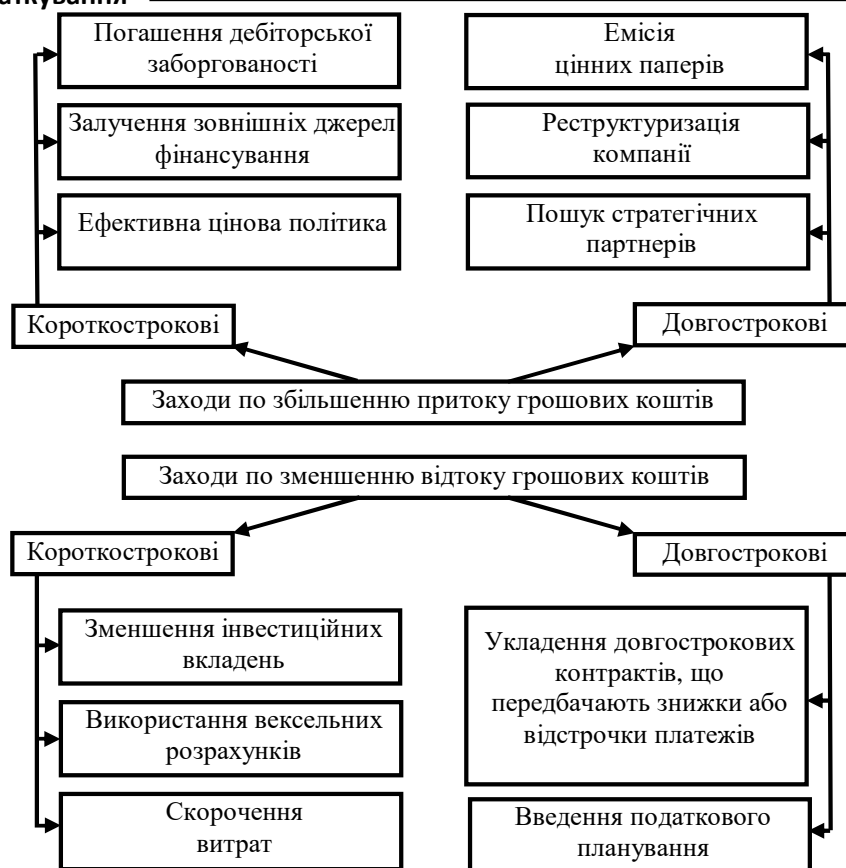 Погашення дебіторської
заборгованості
Емісія
цінних паперів
Залучення зовнішніх джерел
фінансування
Реструктуризація
компанії
Ефективна цінова політика
Пошук стратегічних
партнерів
Короткострокові
Довгострокові
Заходи по збільшенню притоку грошових коштів
Заходи по зменшенню відтоку грошових коштів
Короткострокові
Довгострокові
Зменшення інвестиційних
вкладень
Укладення довгострокових
контрактів, що
передбачають знижки або
відстрочки платежів
Використання вексельних
розрахунків
Скорочення
витрат
Введення податкового
планування